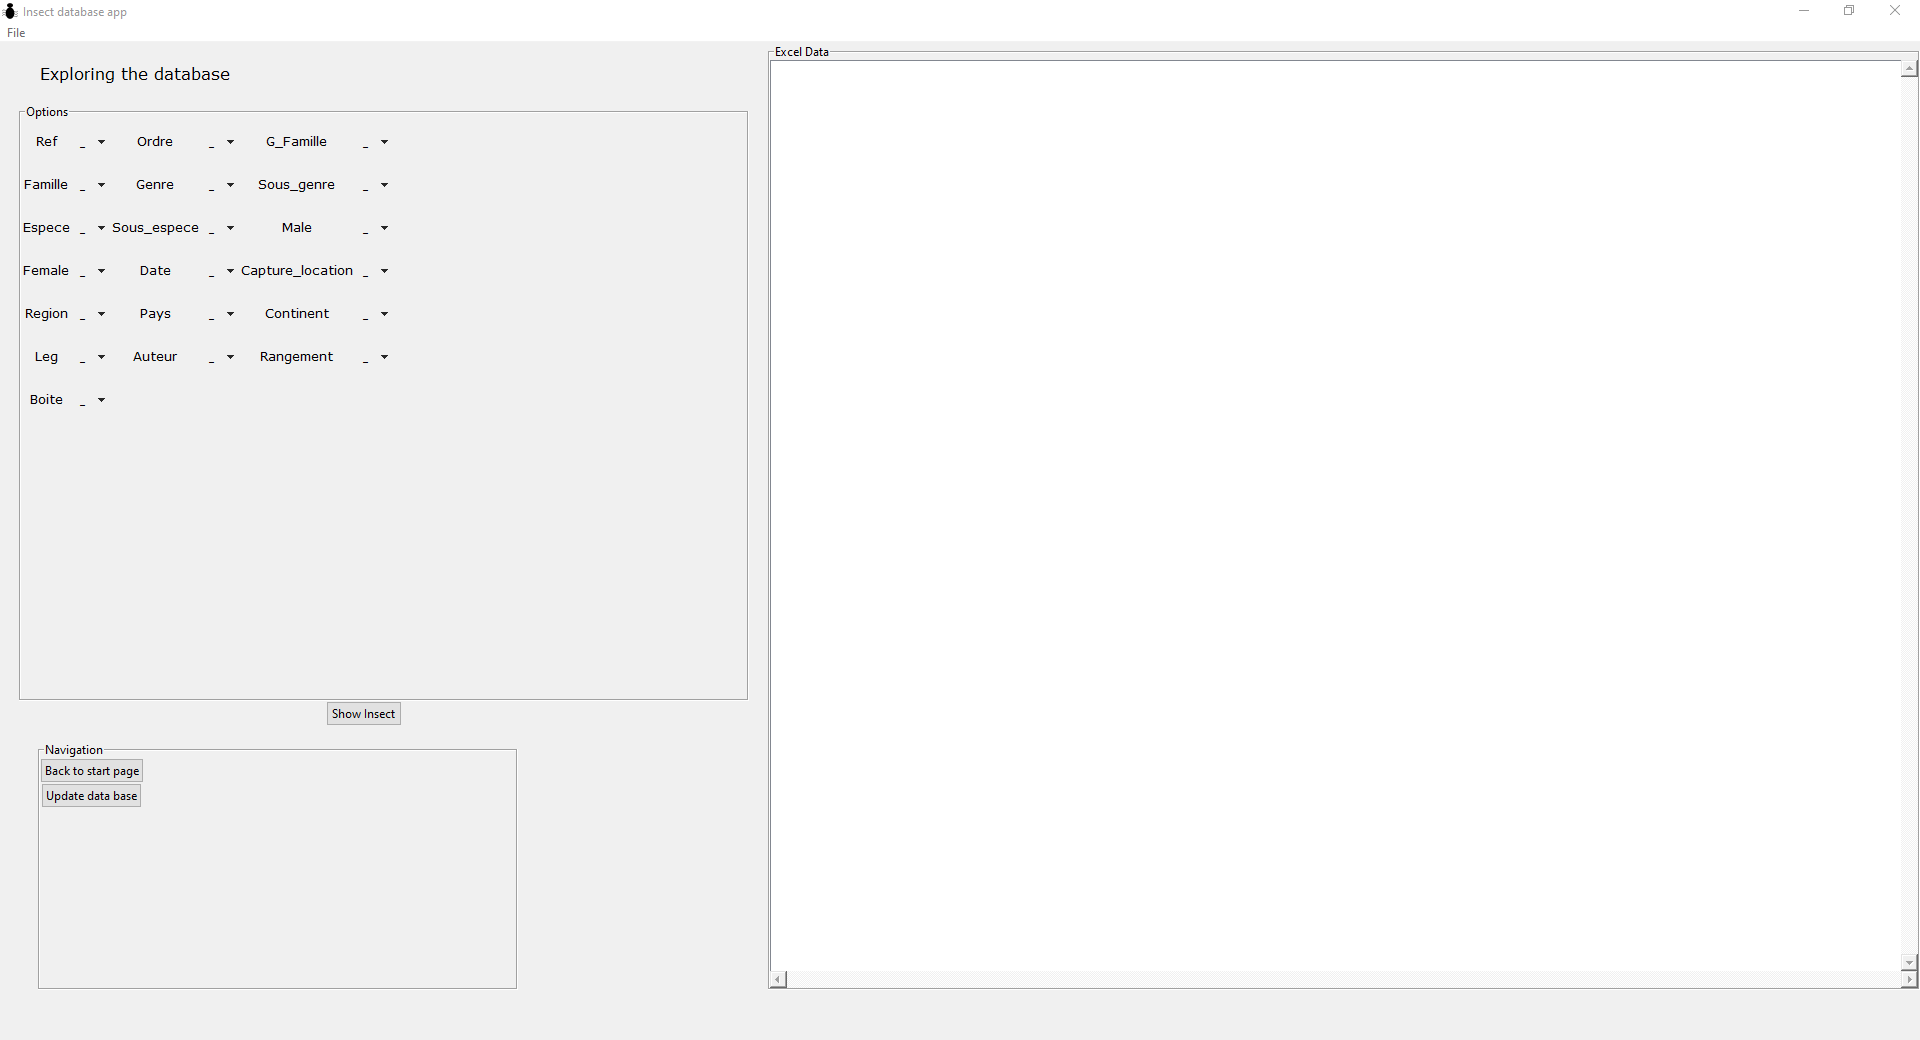 Insect database app
File
Exploring the database
Options
Ref _ Ordre _ G_Famille _
Famille _ Genre _ Sous_genre _
Espece _ Sous_espece _ Male _
Female _ Date _ Capture_location _
Region _ Pays _ Continent _
Leg _ Auteur _ Rangement _
Boite _
Show Insect
Navigation
Back to start page
Update data base
Excel Data